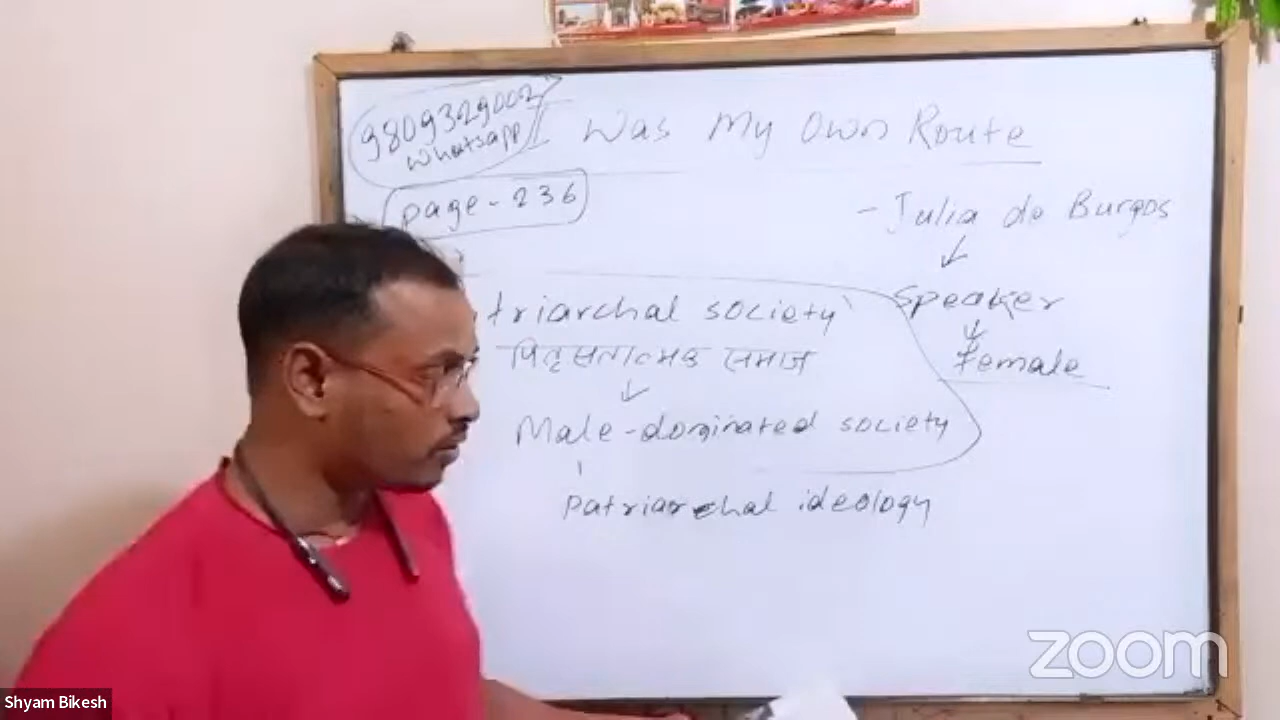 9809329002
Whatsapp
I Was My Own Route
page-236
- Julia de Burgos
Speaker
female
triarchal society
पितृसत्तात्मक समाज
Male-dominated society
Patriarchal ideology
zoom
Shyam Bikesh